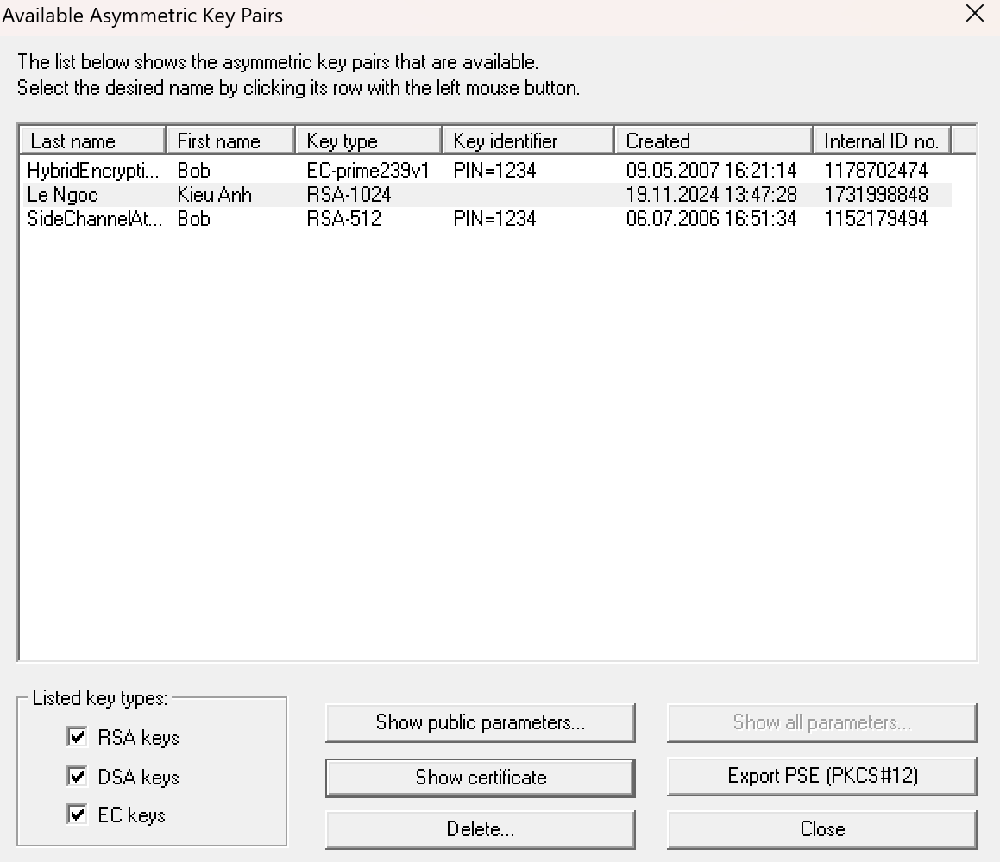 Available Asymmetric Key Pairs
The list below shows the asymmetric key pairs that are available.
Select the desired name by clicking its row with the left mouse button.
Last name First name Key type Key identifier Created Internal ID no.
HybridEncrypti... Bob EC-prime239v1 PIN=1234 09.05.2007 16:21:14 1178702474
Le Ngoc Kieu Anh RSA-1024 19.11.2024 13:47:28 1731998848
SideChannelAt... Bob RSA-512 PIN=1234 06.07.2006 16:51:34 1152179494
Listed key types:
RSA keys
DSA keys
EC keys
Show public parameters...
Show all parameters...
Show certificate
Export PSE (PKCS#12)
Delete...
Close